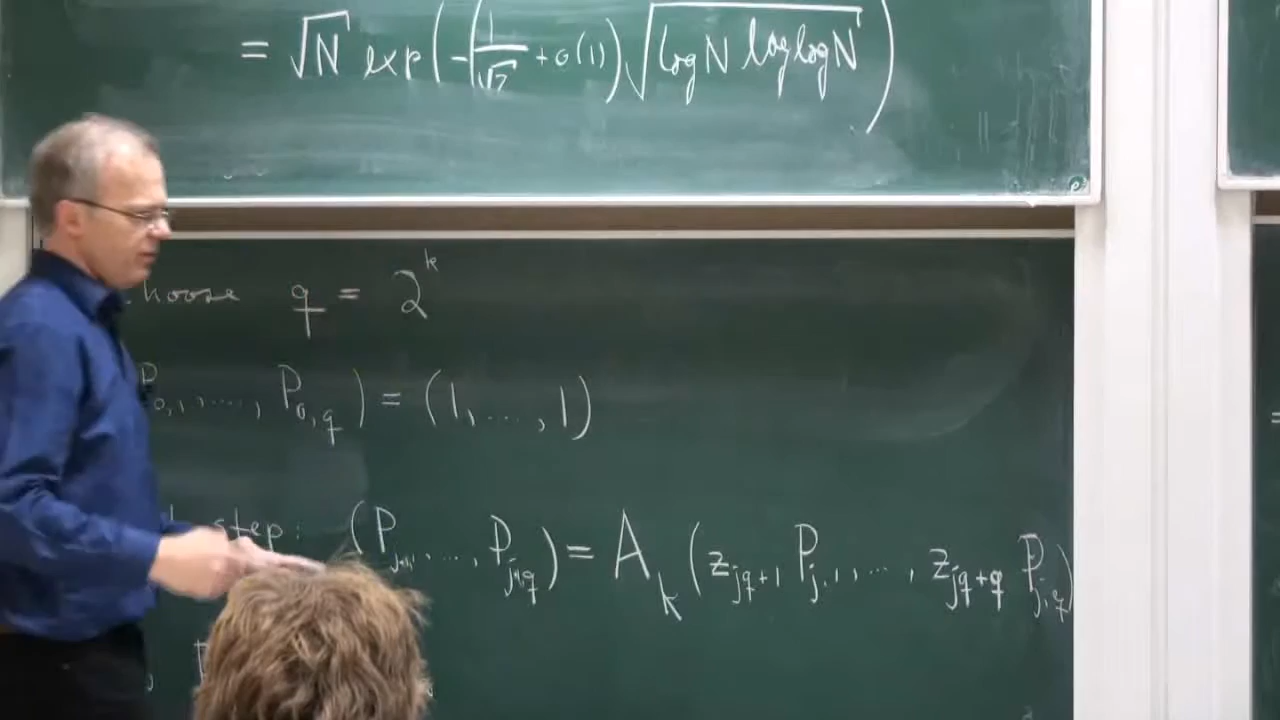 = √N exp(-(1/√2 + o(1)) √(log N log log N))
hoose q = 2^k
P_{0,1}, ..., P_{0,q}) = (1, ..., 1)
step: (P_{j+1,1}, ..., P_{j+1,q}) = A_k (z_{jq+1} P_{j,1}, ..., z_{jq+q} P_{j,q})